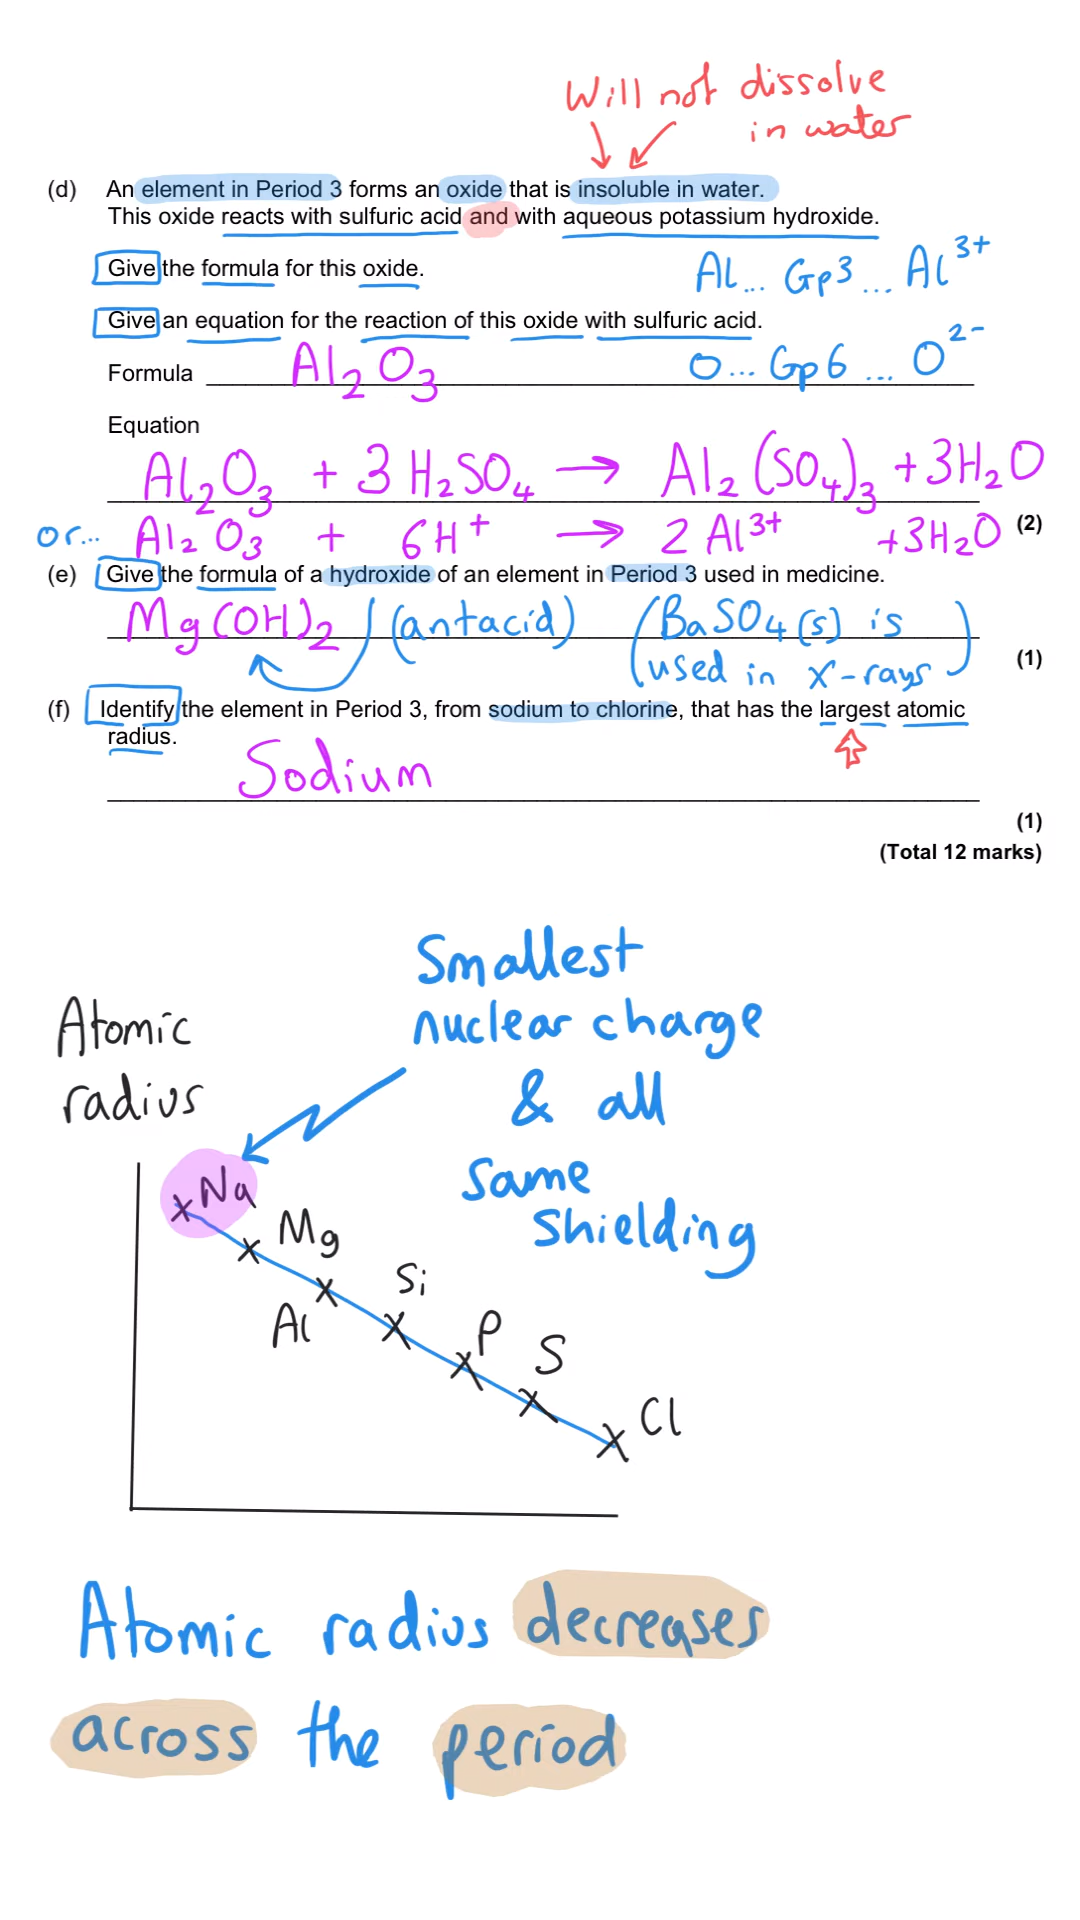 Will not dissolve
in water
(d) An element in Period 3 forms an oxide that is insoluble in water.
This oxide reacts with sulfuric acid and with aqueous potassium hydroxide.
Give the formula for this oxide.
Al... Gp3 ... Al³⁺
Give an equation for the reaction of this oxide with sulfuric acid.
Formula Al₂O₃
O... Gp6 ... O²⁻
Equation
Al₂O₃ + 3H₂SO₄ → Al₂(SO₄)₃ + 3H₂O
or... Al₂O₃ + 6H⁺ → 2Al³⁺ + 3H₂O (2)
(e) Give the formula of a hydroxide of an element in Period 3 used in medicine.
Mg(OH)₂ (antacid) (BaSO₄(s) is
used in x-rays) (1)
(f) Identify the element in Period 3, from sodium to chlorine, that has the largest atomic
radius.
Sodium
(1)
(Total 12 marks)
Smallest
nuclear charge
& all
same
shielding
Atomic
radius
Na
Mg
Al
Si
P
S
Cl
Atomic radius decreases
across the period